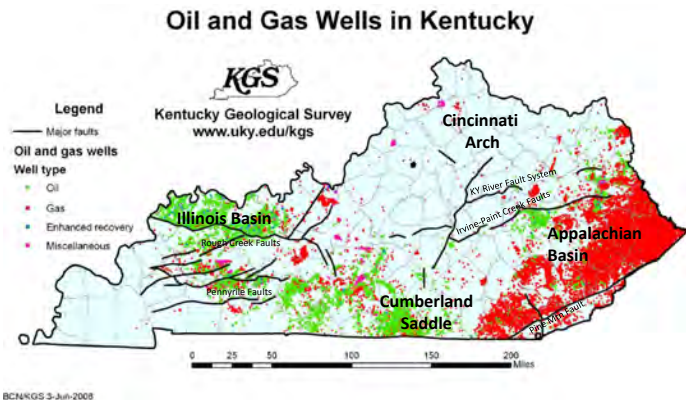 Oil and Gas Wells in Kentucky
KGS
Kentucky Geological Survey
www.uky.edu/kgs
Legend
Major faults
Oil and gas wells
Well type
Oil
Gas
Enhanced recovery
Miscellaneous
Cincinnati
Arch
KY River Fault System
Irvine-Paint Creek Faults
Illinois Basin
Rough Creek Faults
Appalachian
Basin
Pennyrile Faults
Cumberland
Saddle
Pine Mtn Fault
0 25 50 100 150 200
Miles
BCN/KGS 3-Jun-2008